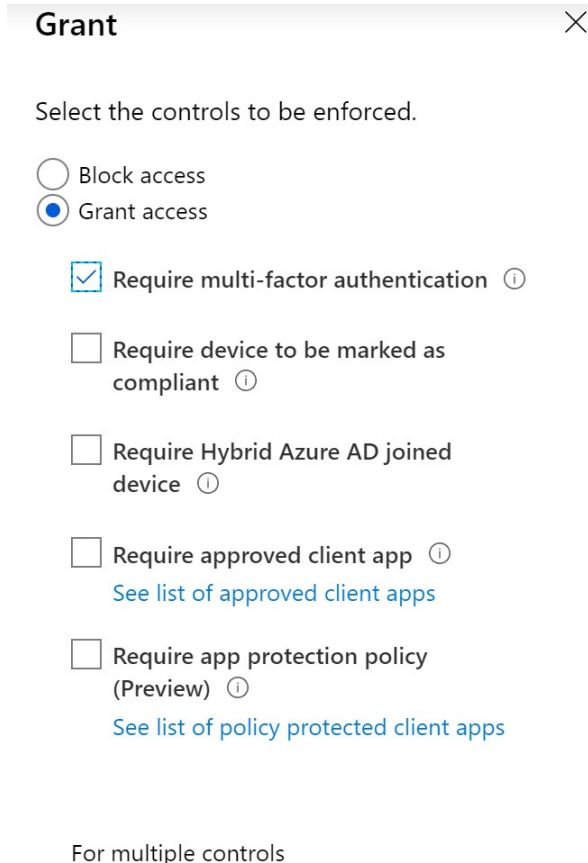 Grant
Select the controls to be enforced.
Block access
Grant access
Require multi-factor authentication
Require device to be marked as
compliant
Require Hybrid Azure AD joined
device
Require approved client app
See list of approved client apps
Require app protection policy
(Preview)
See list of policy protected client apps
For multiple controls